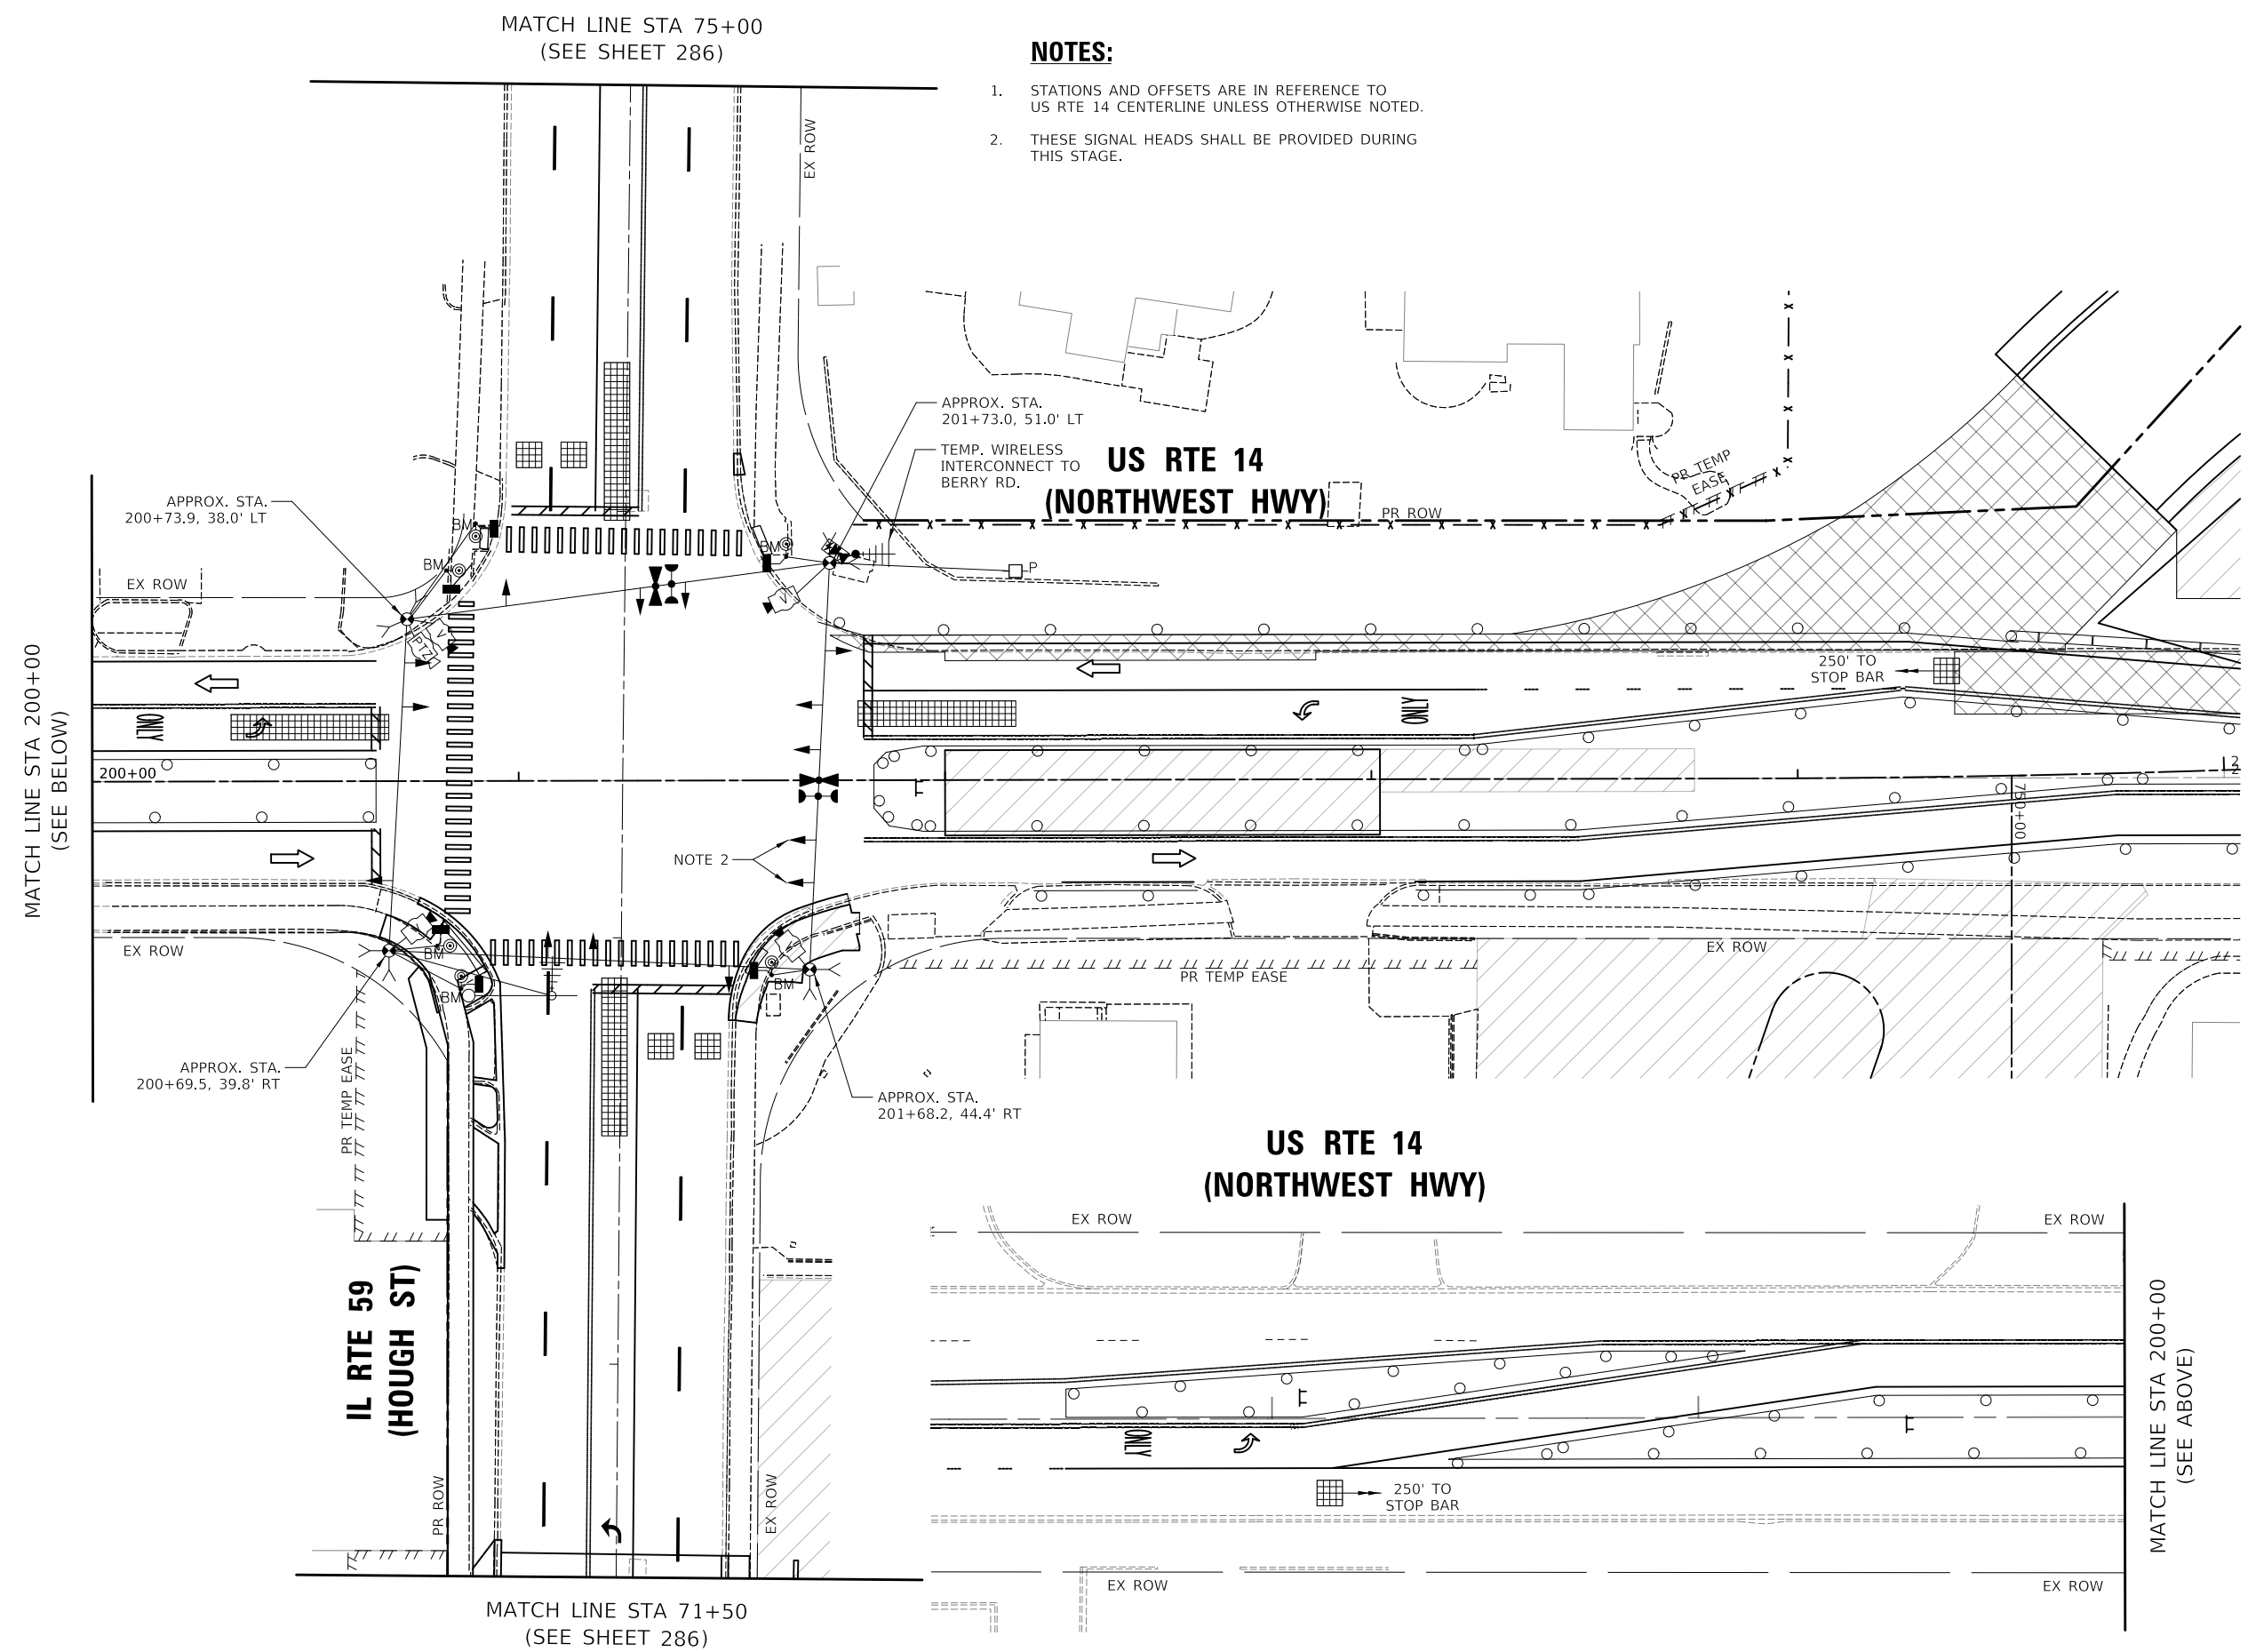 MATCH LINE STA 75+00
(SEE SHEET 286)
NOTES:
1. STATIONS AND OFFSETS ARE IN REFERENCE TO
US RTE 14 CENTERLINE UNLESS OTHERWISE NOTED.
2. THESE SIGNAL HEADS SHALL BE PROVIDED DURING
THIS STAGE.
EX ROW
APPROX. STA.
201+73.0, 51.0' LT
TEMP. WIRELESS
INTERCONNECT TO
BERRY RD.
US RTE 14
(NORTHWEST HWY)
PR TEMP
EASE
PR ROW
APPROX. STA.
200+73.9, 38.0' LT
BM
BM
BM
EX ROW
P
V
V
PTZ
MATCH LINE STA 200+00
(SEE BELOW)
250' TO
STOP BAR
ONLY
ONLY
200+00
750+00
2
2
NOTE 2
EX ROW
V
V
BM
BM
BM
EX ROW
PR TEMP EASE
APPROX. STA.
200+69.5, 39.8' RT
PR TEMP EASE
APPROX. STA.
201+68.2, 44.4' RT
US RTE 14
(NORTHWEST HWY)
EX ROW
EX ROW
IL RTE 59
(HOUGH ST)
MATCH LINE STA 200+00
(SEE ABOVE)
ONLY
250' TO
STOP BAR
PR ROW
EX ROW
EX ROW
EX ROW
MATCH LINE STA 71+50
(SEE SHEET 286)